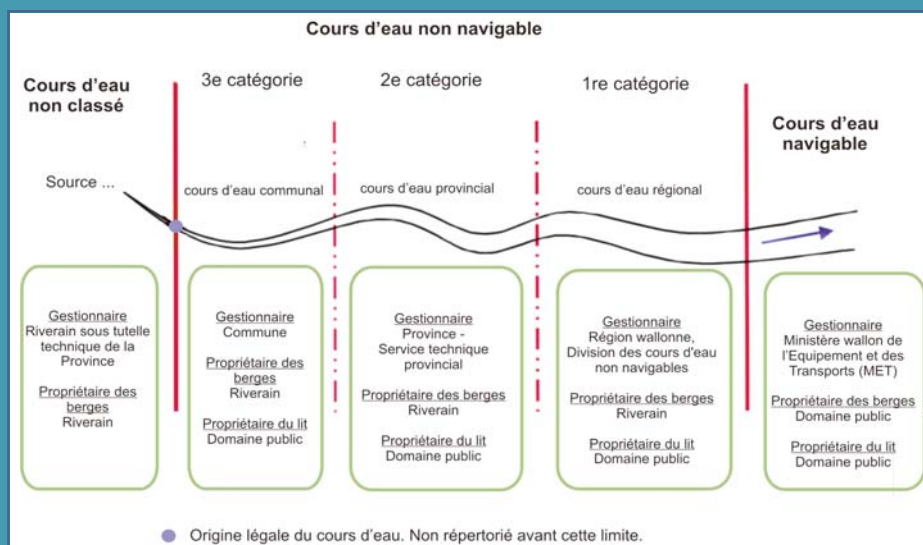 Cours d'eau non navigable
Cours d'eau
non classé
3e catégorie
2e catégorie
1re catégorie
Cours d'eau
navigable
Source ...
cours d'eau communal
cours d'eau provincial
cours d'eau régional
Gestionnaire
Riverain sous tutelle
technique de la
Province
Propriétaire des
berges
Riverain
Gestionnaire
Commune
Propriétaire des
berges
Riverain
Propriétaire du lit
Domaine public
Gestionnaire
Province -
Service technique
provincial
Propriétaire des berges
Riverain
Propriétaire du lit
Domaine public
Gestionnaire
Région wallonne,
Division des cours d'eau
non navigables
Propriétaire des berges
Riverain
Propriétaire du lit
Domaine public
Gestionnaire
Ministère wallon de
l'Equipement et des
Transports (MET)
Propriétaire des berges
Domaine public
Propriétaire du lit
Domaine public
Origine légale du cours d'eau. Non répertorié avant cette limite.